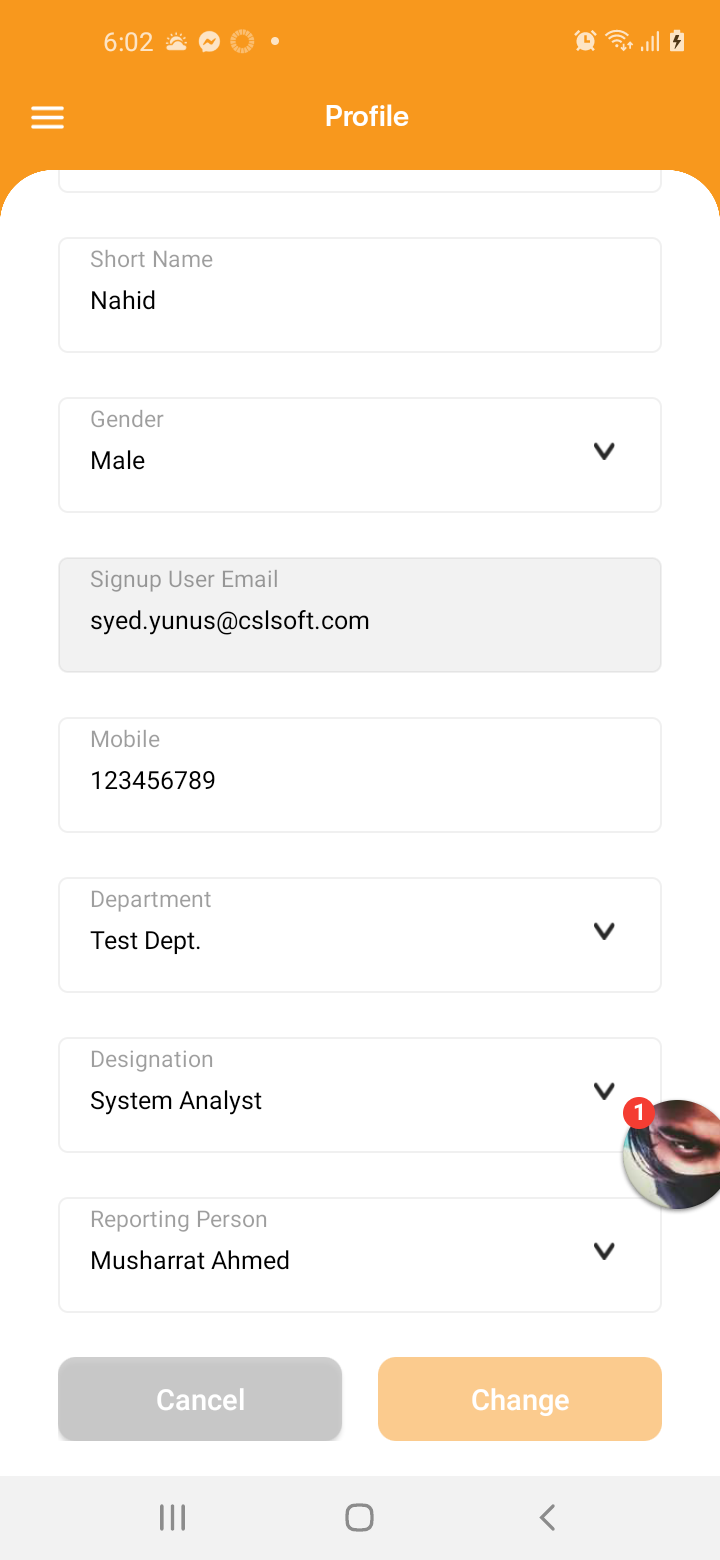 6:02
Profile
Short Name
Nahid
Gender
Male
Signup User Email
syed.yunus@cslsoft.com
Mobile
123456789
Department
Test Dept.
Designation
System Analyst
1
Reporting Person
Musharrat Ahmed
Cancel
Change